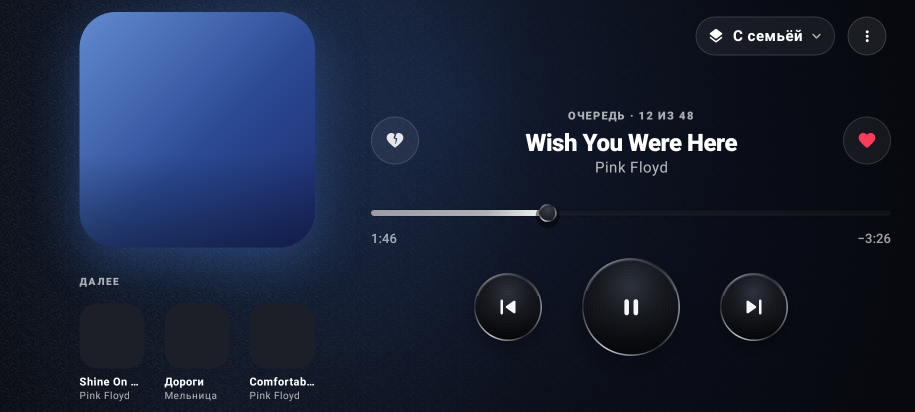 С семьёй
ОЧЕРЕДЬ · 12 ИЗ 48
Wish You Were Here
Pink Floyd
1:46
−3:26
ДАЛЕЕ
Shine On ...
Pink Floyd
Дороги
Мельница
Comfortab...
Pink Floyd